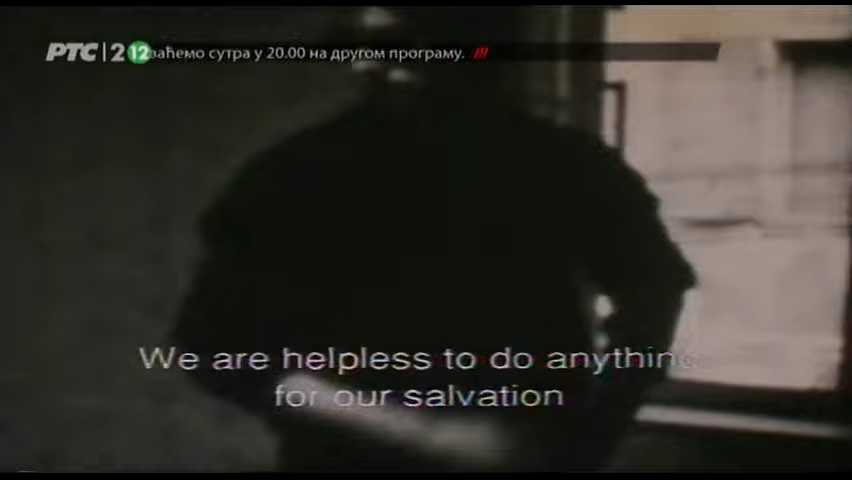 РТС|2 12 ваћемо сутра у 20.00 на другом програму.
We are helpless to do anything
for our salvation